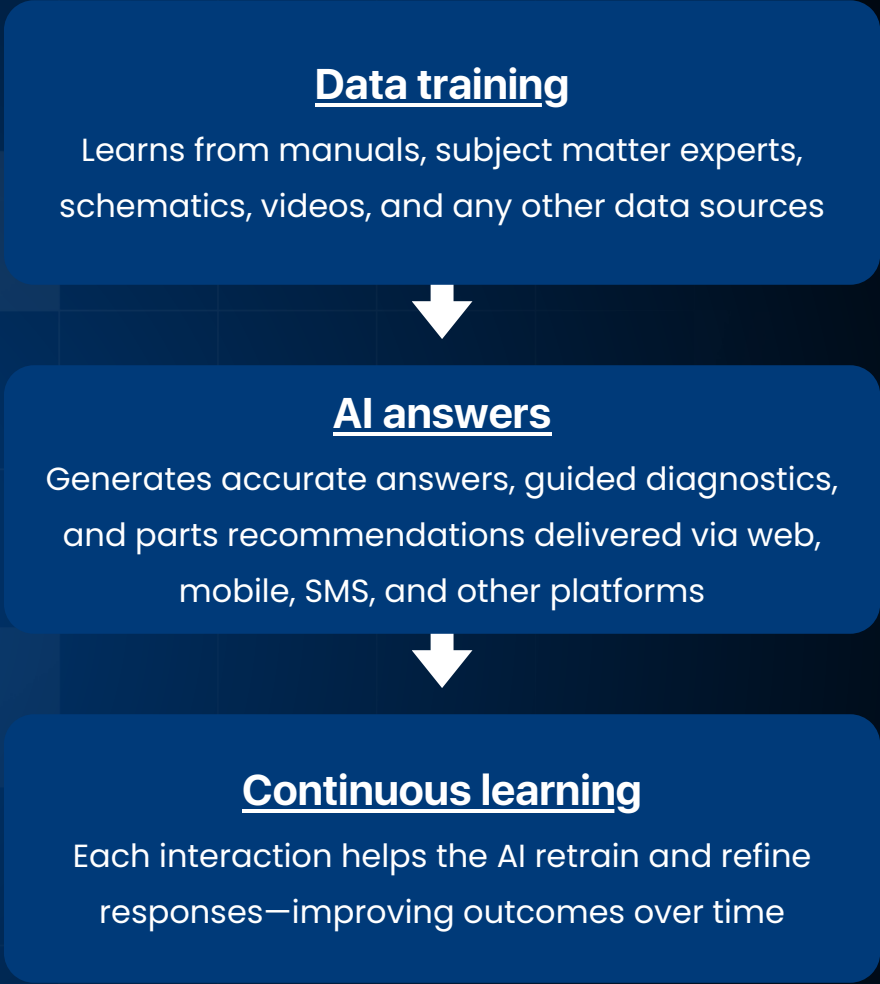 Data training
Learns from manuals, subject matter experts,
schematics, videos, and any other data sources
AI answers
Generates accurate answers, guided diagnostics,
and parts recommendations delivered via web,
mobile, SMS, and other platforms
Continuous learning
Each interaction helps the AI retrain and refine
responses—improving outcomes over time